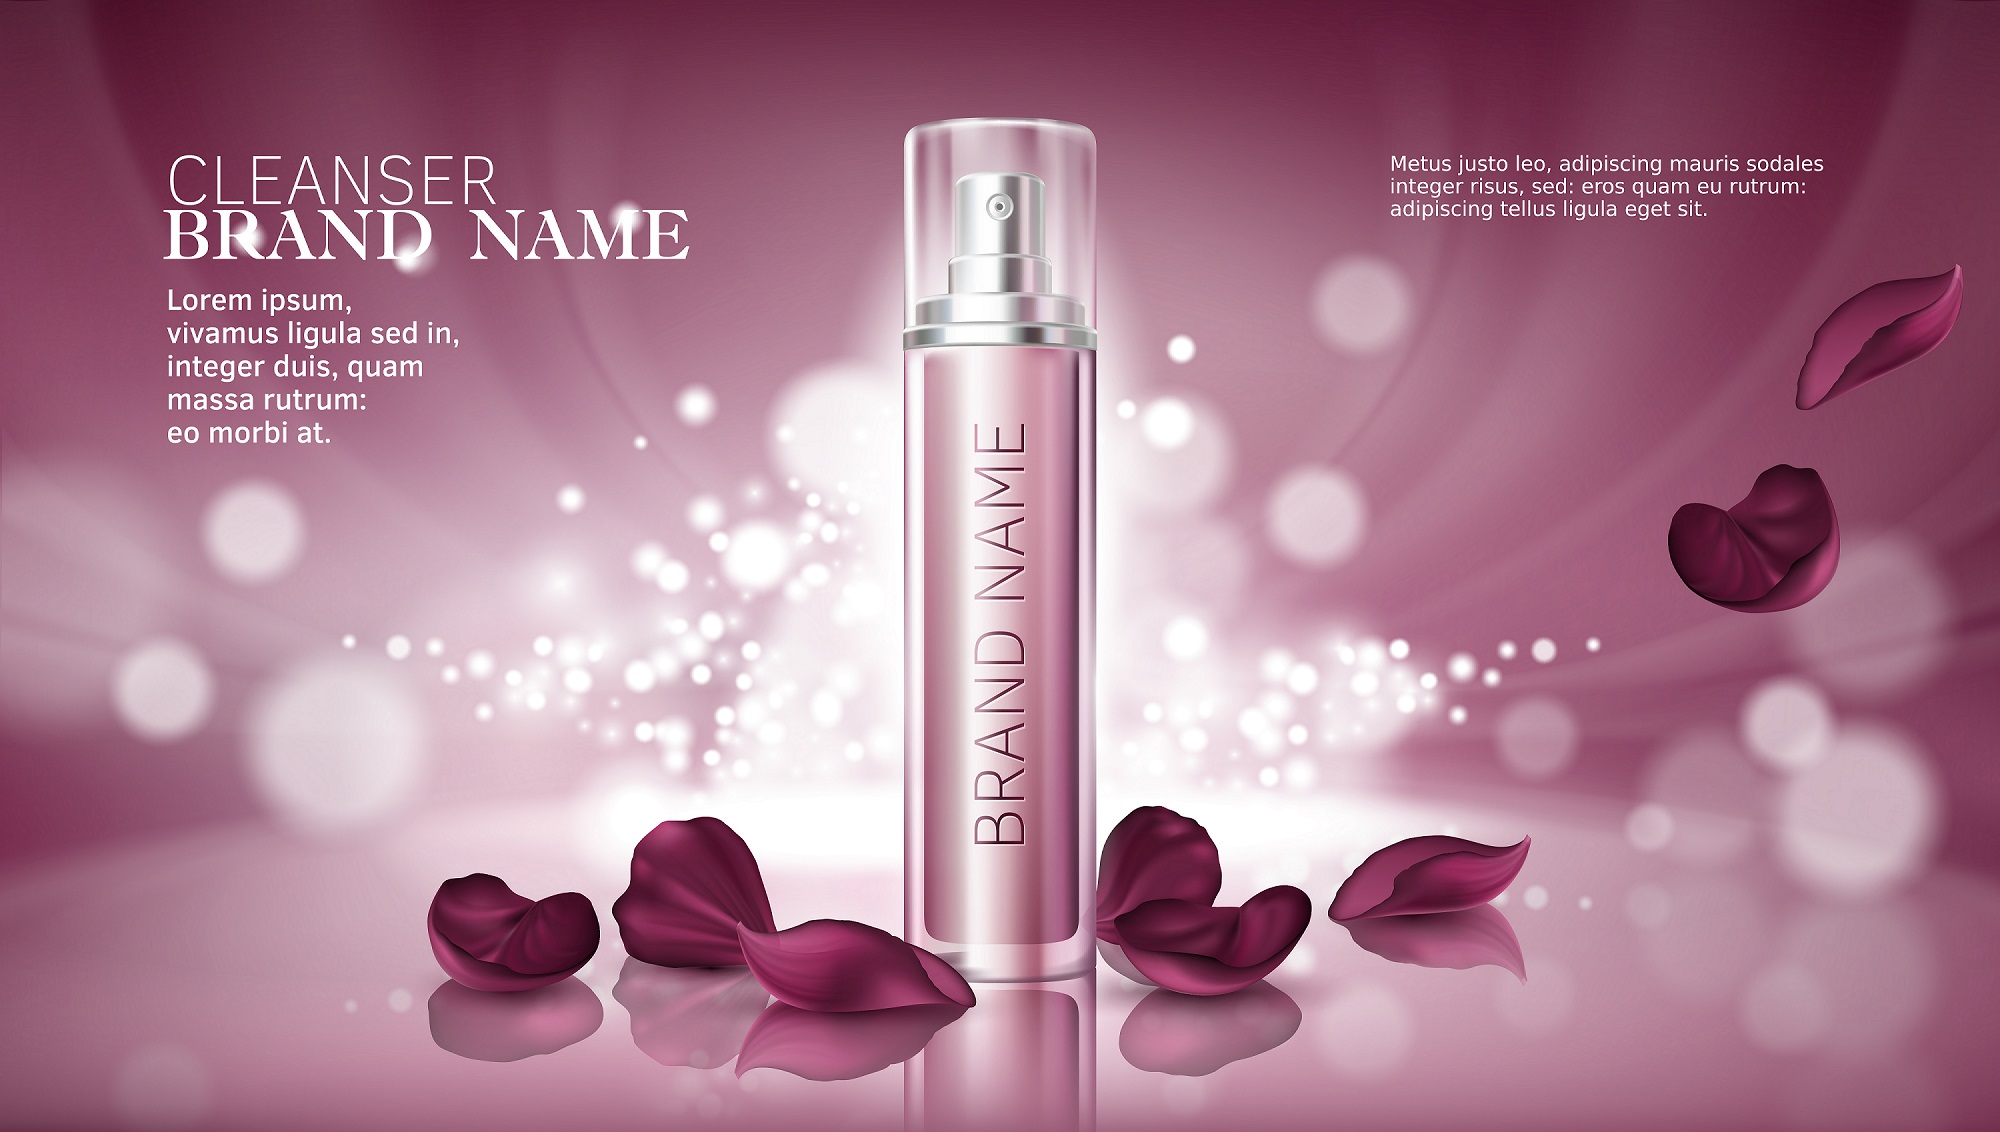 CLEANSER
BRAND NAME
Lorem ipsum,
vivamus ligula sed in,
integer duis, quam
massa rutrum:
eo morbi at.
BRAND NAME
Metus justo leo, adipiscing mauris sodales
integer risus, sed: eros quam eu rutrum:
adipiscing tellus ligula eget sit.